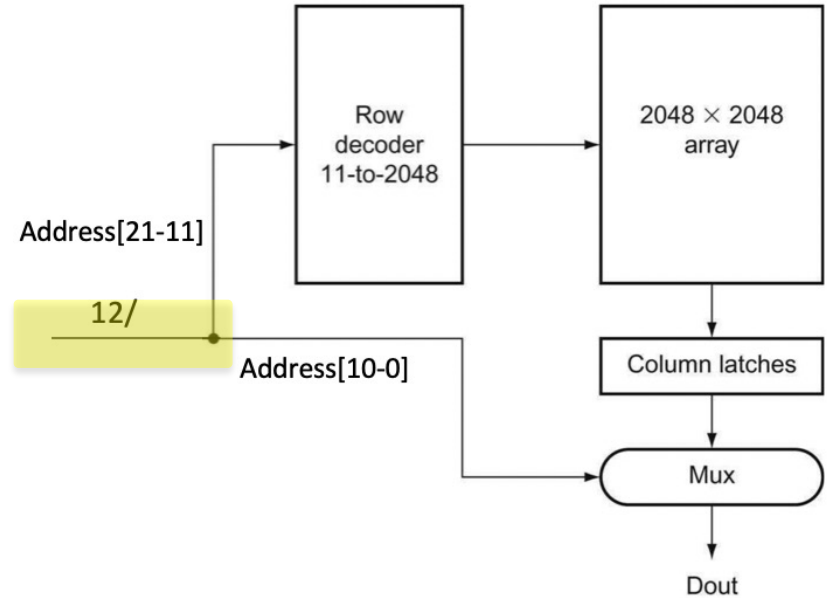 Row
decoder
11-to-2048
2048 × 2048
array
Address[21-11]
12/
Address[10-0]
Column latches
Mux
Dout